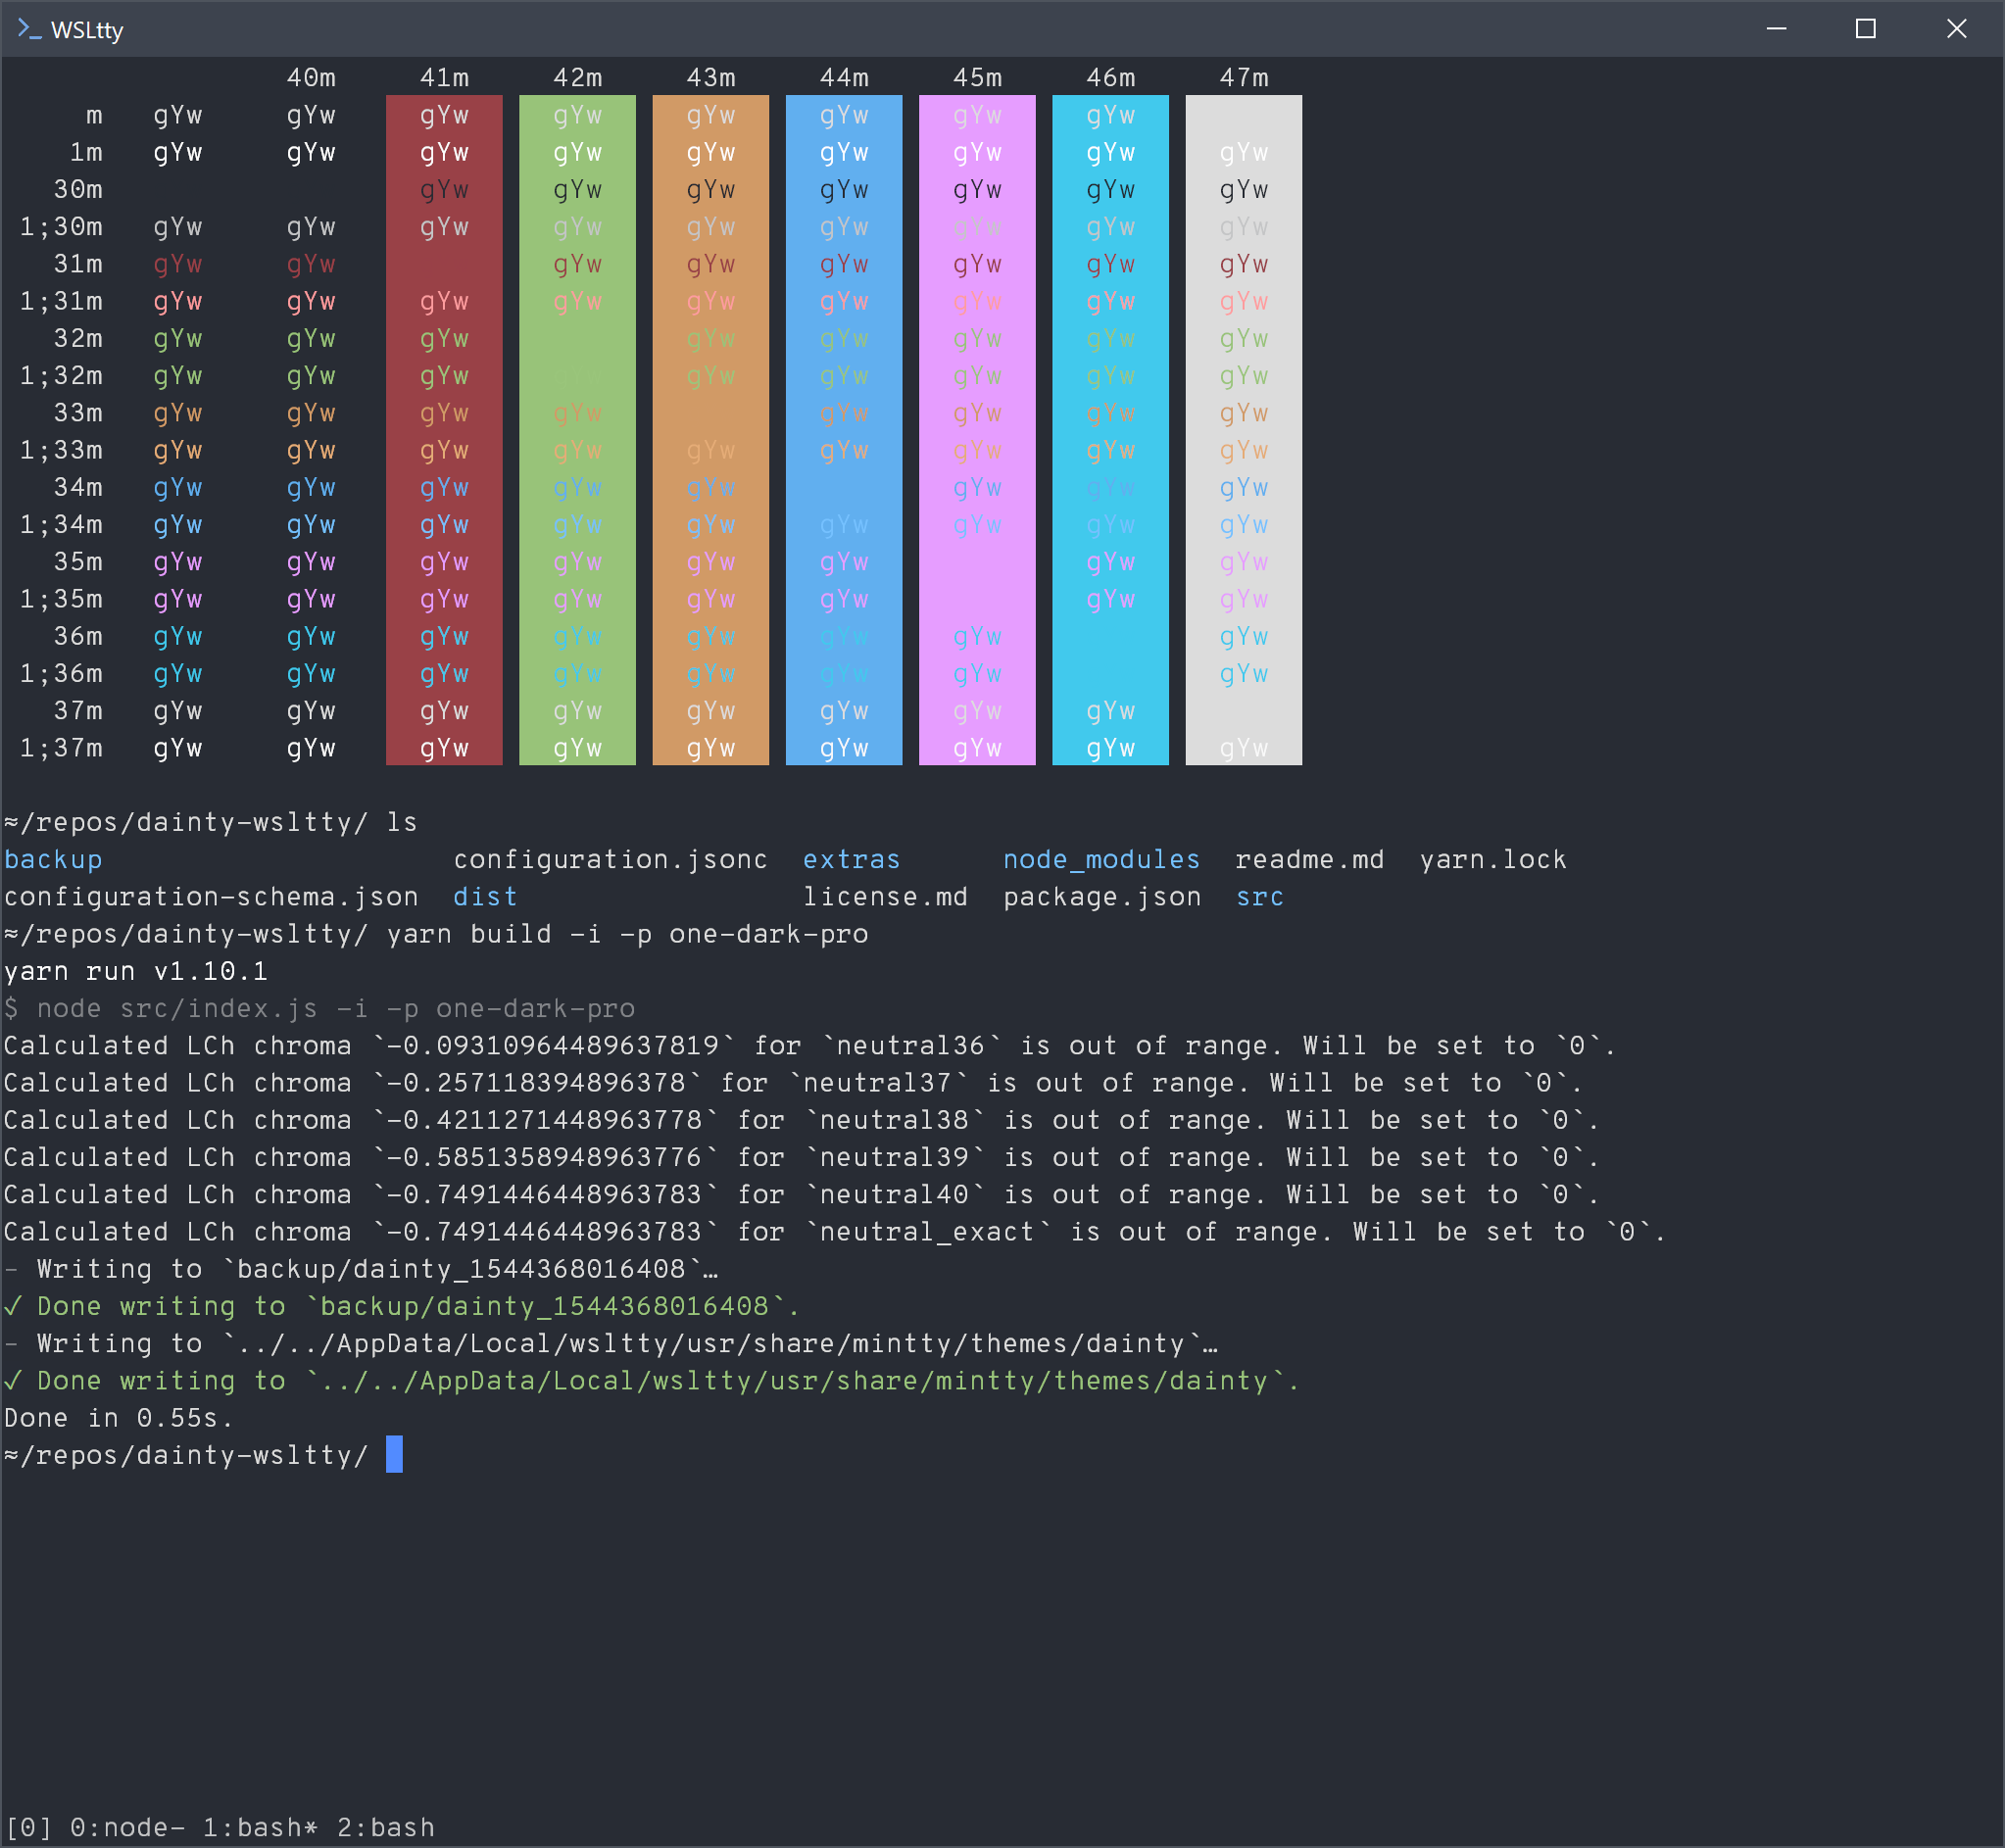 WSLtty
40m 41m 42m 43m 44m 45m 46m 47m
m gYw gYw gYw gYw gYw gYw gYw gYw
1m gYw gYw gYw gYw gYw gYw gYw gYw gYw
30m gYw gYw gYw gYw gYw gYw gYw
1;30m gYw gYw gYw gYw gYw gYw gYw gYw gYw
31m gYw gYw gYw gYw gYw gYw gYw gYw
1;31m gYw gYw gYw gYw gYw gYw gYw gYw gYw
32m gYw gYw gYw gYw gYw gYw gYw gYw
1;32m gYw gYw gYw gYw gYw gYw gYw gYw
33m gYw gYw gYw gYw gYw gYw gYw gYw
1;33m gYw gYw gYw gYw gYw gYw gYw gYw gYw
34m gYw gYw gYw gYw gYw gYw gYw gYw
1;34m gYw gYw gYw gYw gYw gYw gYw gYw gYw
35m gYw gYw gYw gYw gYw gYw gYw gYw
1;35m gYw gYw gYw gYw gYw gYw gYw gYw
36m gYw gYw gYw gYw gYw gYw gYw gYw
1;36m gYw gYw gYw gYw gYw gYw gYw gYw
37m gYw gYw gYw gYw gYw gYw gYw gYw
1;37m gYw gYw gYw gYw gYw gYw gYw gYw gYw
≈/repos/dainty-wsltty/ ls
backup configuration.jsonc extras node_modules readme.md yarn.lock
configuration-schema.json dist license.md package.json src
≈/repos/dainty-wsltty/ yarn build -i -p one-dark-pro
yarn run v1.10.1
$ node src/index.js -i -p one-dark-pro
Calculated LCh chroma `-0.09310964489637819` for `neutral36` is out of range. Will be set to `0`.
Calculated LCh chroma `-0.257118394896378` for `neutral37` is out of range. Will be set to `0`.
Calculated LCh chroma `-0.4211271448963778` for `neutral38` is out of range. Will be set to `0`.
Calculated LCh chroma `-0.5851358948963776` for `neutral39` is out of range. Will be set to `0`.
Calculated LCh chroma `-0.7491446448963783` for `neutral40` is out of range. Will be set to `0`.
Calculated LCh chroma `-0.7491446448963783` for `neutral_exact` is out of range. Will be set to `0`.
- Writing to `backup/dainty_1544368016408`…
✓ Done writing to `backup/dainty_1544368016408`.
- Writing to `../../AppData/Local/wsltty/usr/share/mintty/themes/dainty`…
✓ Done writing to `../../AppData/Local/wsltty/usr/share/mintty/themes/dainty`.
Done in 0.55s.
≈/repos/dainty-wsltty/
[0] 0:node- 1:bash* 2:bash